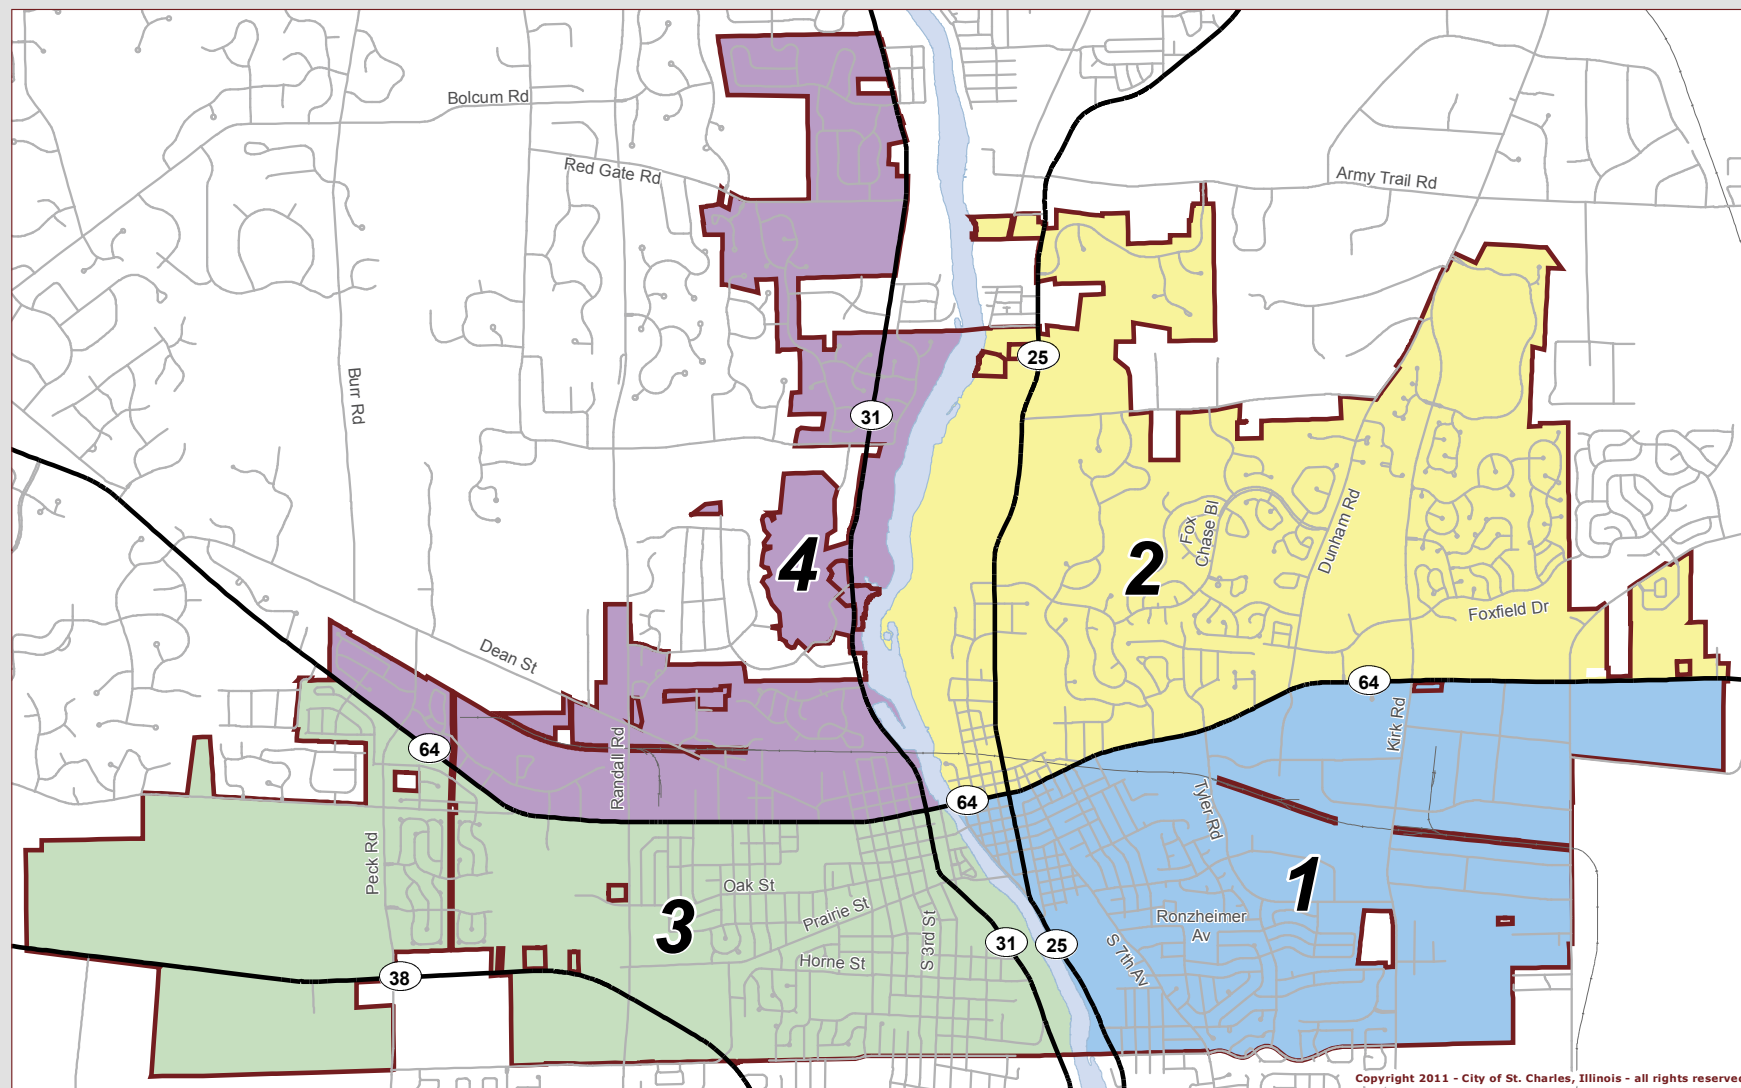 Bolcum Rd
Red Gate Rd
Army Trail Rd
25
Burr Rd
31
Fox
Chase Bl
Dunham Rd
4
2
Foxfield Dr
Dean St
64
Kirk Rd
64
Randall Rd
64
Tyler Rd
Peck Rd
1
Oak St
Prairie St
3
S 3rd St
Ronzheimer
Av
31
25
S 7th Av
Horne St
38
Copyright 2011 - City of St. Charles, Illinois - all rights reserved